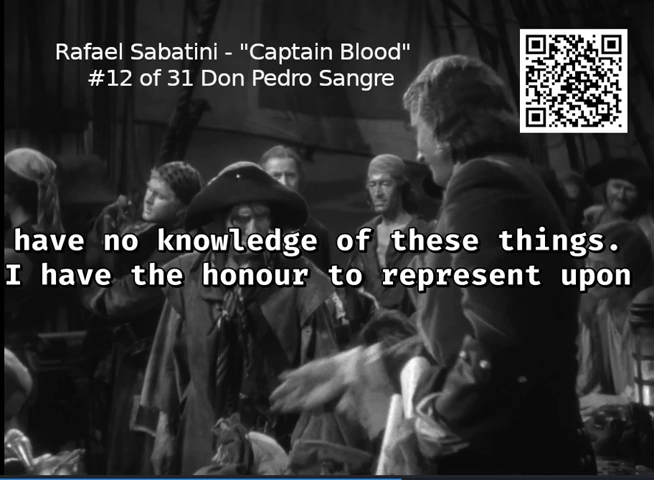 Rafael Sabatini - "Captain Blood"
#12 of 31 Don Pedro Sangre
have no knowledge of these things.
I have the honour to represent upon